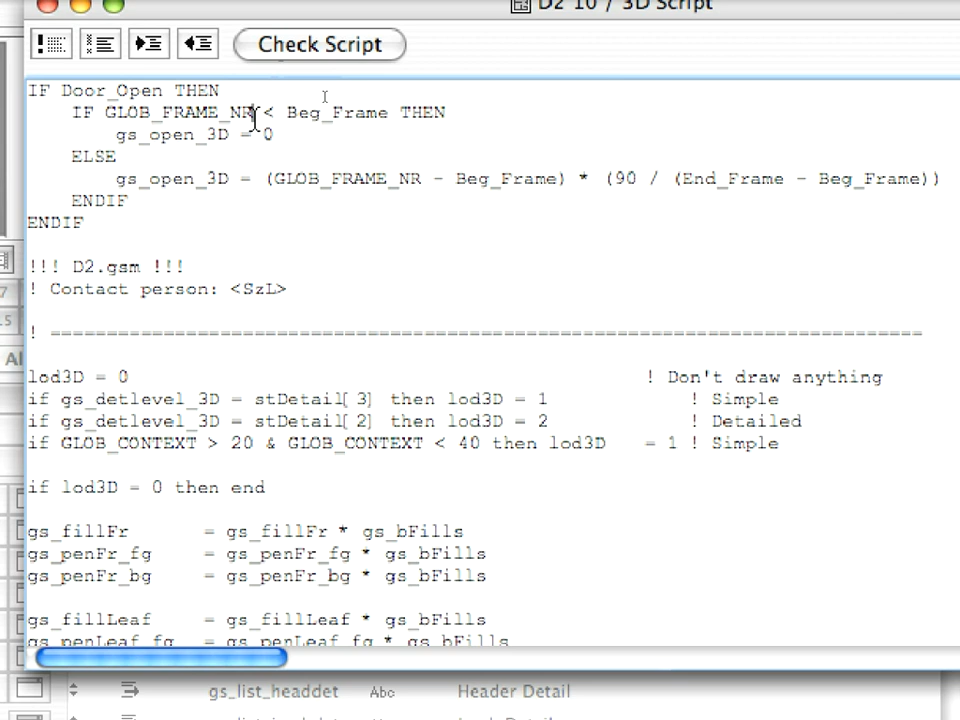 D2 10 / 3D Script
Check Script
IF Door_Open THEN
IF GLOB_FRAME_NR < Beg_Frame THEN
gs_open_3D = 0
ELSE
gs_open_3D = (GLOB_FRAME_NR - Beg_Frame) * (90 / (End_Frame - Beg_Frame))
ENDIF
ENDIF
!!! D2.gsm !!!
! Contact person: <SzL>
! ==============================================================================
lod3D = 0 ! Don't draw anything
if gs_detlevel_3D = stDetail[ 3] then lod3D = 1 ! Simple
if gs_detlevel_3D = stDetail[ 2] then lod3D = 2 ! Detailed
if GLOB_CONTEXT > 20 & GLOB_CONTEXT < 40 then lod3D = 1 ! Simple
if lod3D = 0 then end
gs_fillFr = gs_fillFr * gs_bFills
gs_penFr_fg = gs_penFr_fg * gs_bFills
gs_penFr_bg = gs_penFr_bg * gs_bFills
gs_fillLeaf = gs_fillLeaf * gs_bFills
gs_penLeaf_fg = gs_penLeaf_fg * gs_bFills
gs_list_headdet Abc Header Detail